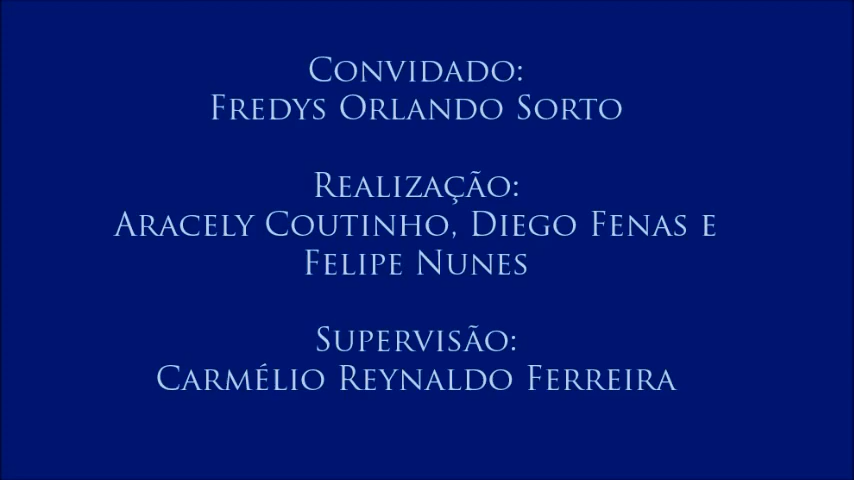 Convidado:
Fredys Orlando Sorto
Realização:
Aracely Coutinho, Diego Fenas e
Felipe Nunes
Supervisão:
Carmélio Reynaldo Ferreira